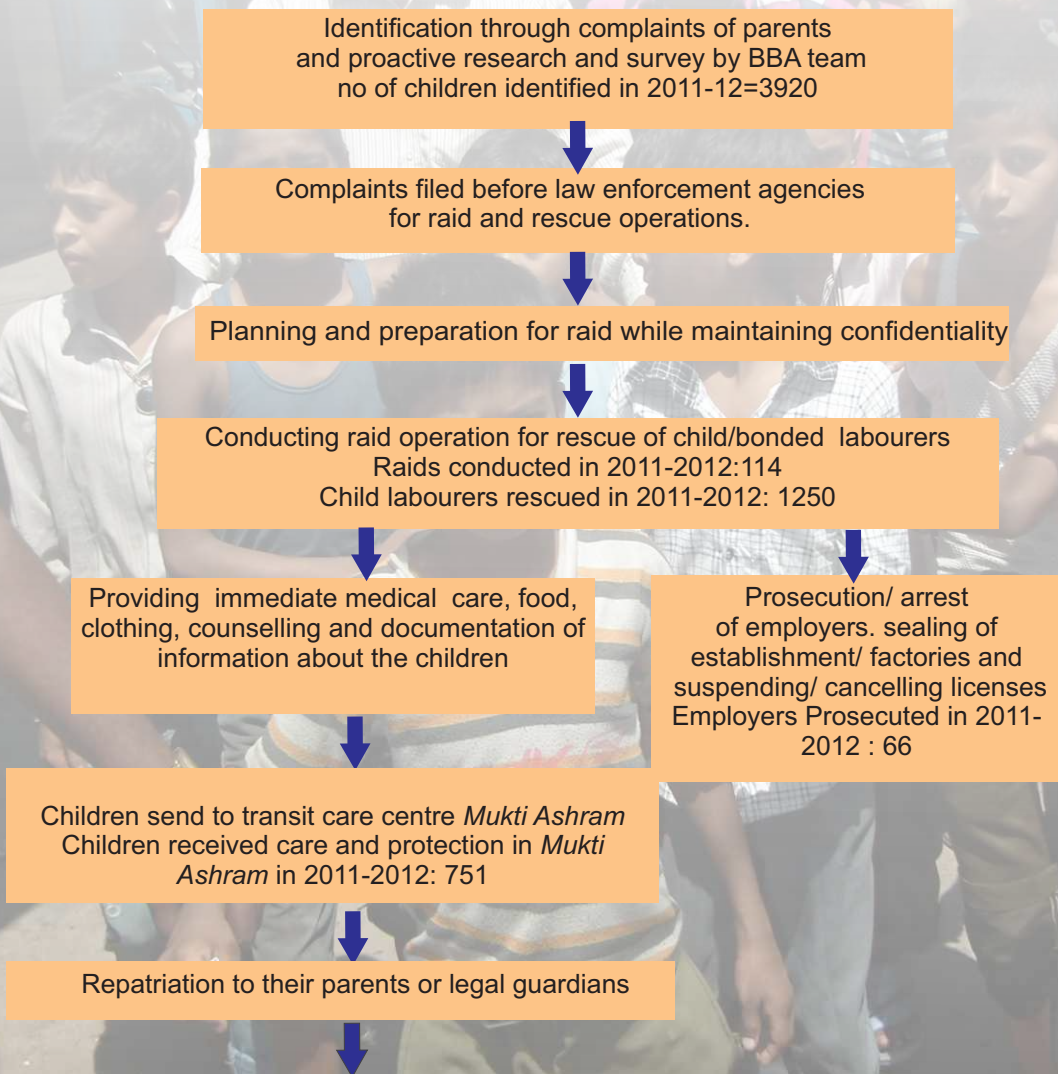 Identification through complaints of parents
and proactive research and survey by BBA team
no of children identified in 2011-12=3920
Complaints filed before law enforcement agencies
for raid and rescue operations.
Planning and preparation for raid while maintaining confidentiality
Conducting raid operation for rescue of child/bonded labourers
Raids conducted in 2011-2012:114
Child labourers rescued in 2011-2012: 1250
Providing immediate medical care, food,
clothing, counselling and documentation of
information about the children
Prosecution/ arrest
of employers. sealing of
establishment/ factories and
suspending/ cancelling licenses
Employers Prosecuted in 2011-
2012 : 66
Children send to transit care centre Mukti Ashram
Children received care and protection in Mukti
Ashram in 2011-2012: 751
Repatriation to their parents or legal guardians